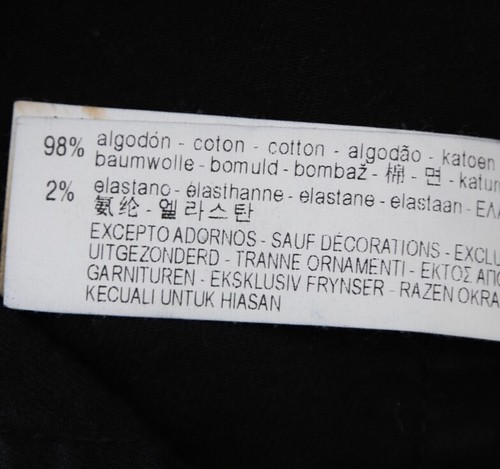 98% algodón - coton - cotton - algodão - katoen
baumwolle - bomuld - bombaž - 棉 - 면 - katun
2% elastano - élasthanne - elastane - elastaan - ΕΛΑ
氨纶 - 엘라스탄
EXCEPTO ADORNOS - SAUF DÉCORATIONS - EXCLU
UITGEZONDERD - TRANNE ORNAMENTI - ΕΚΤΟΣ ΑΠΟ
GARNITUREN - EKSKLUSIV FRYNSER - RAZEN OKRA
KECUALI UNTUK HIASAN